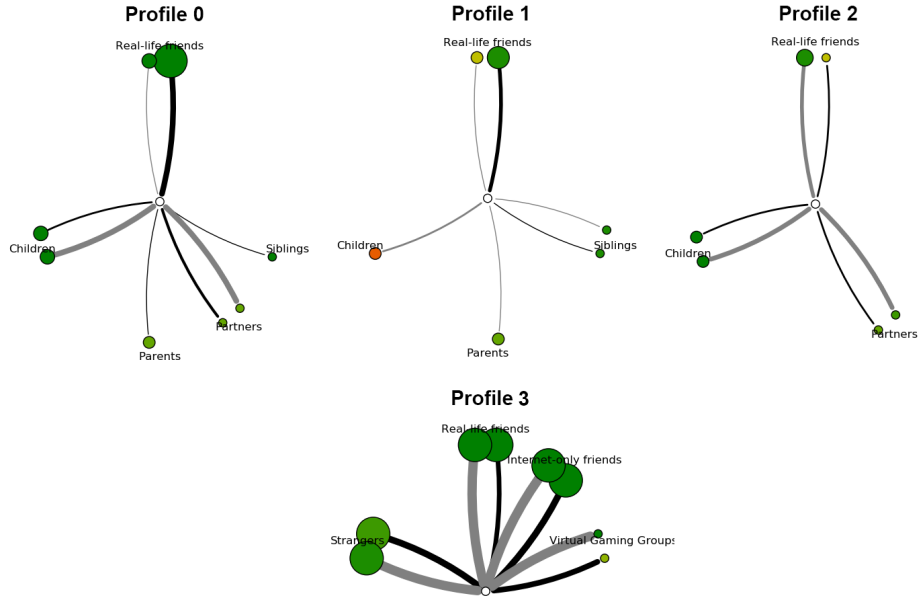 Profile 0
Profile 1
Profile 2
Real-life friends
Real-life friends
Real-life friends
Children
Siblings
Partners
Parents
Children
Siblings
Parents
Children
Partners
Profile 3
Real-life friends
Internet-only friends
Strangers
Virtual Gaming Groups